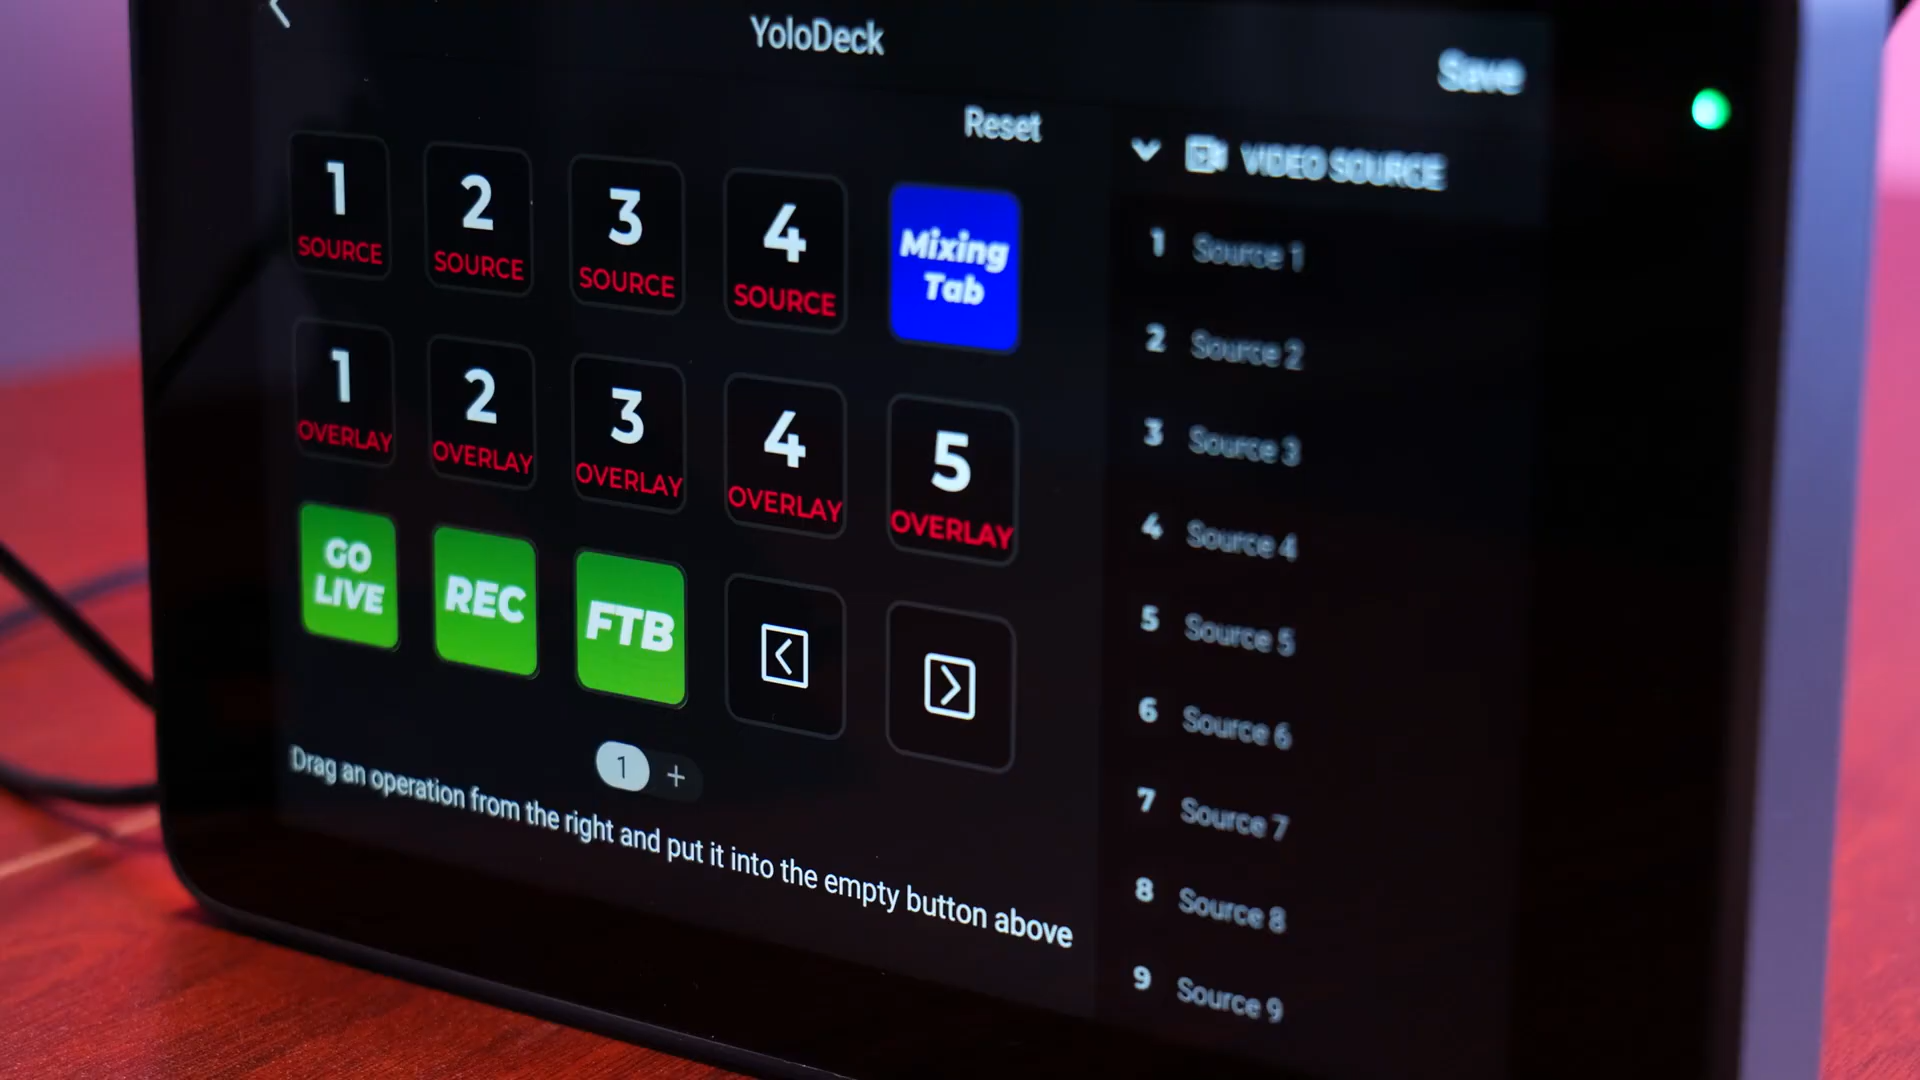 YoloDeck
Save
Reset
1
SOURCE
2
SOURCE
3
SOURCE
4
SOURCE
Mixing
Tab
1
OVERLAY
2
OVERLAY
3
OVERLAY
4
OVERLAY
5
OVERLAY
GO
LIVE
REC
FTB
1 +
Drag an operation from the right and put it into the empty button above
VIDEO SOURCE
1 Source 1
2 Source 2
3 Source 3
4 Source 4
5 Source 5
6 Source 6
7 Source 7
8 Source 8
9 Source 9